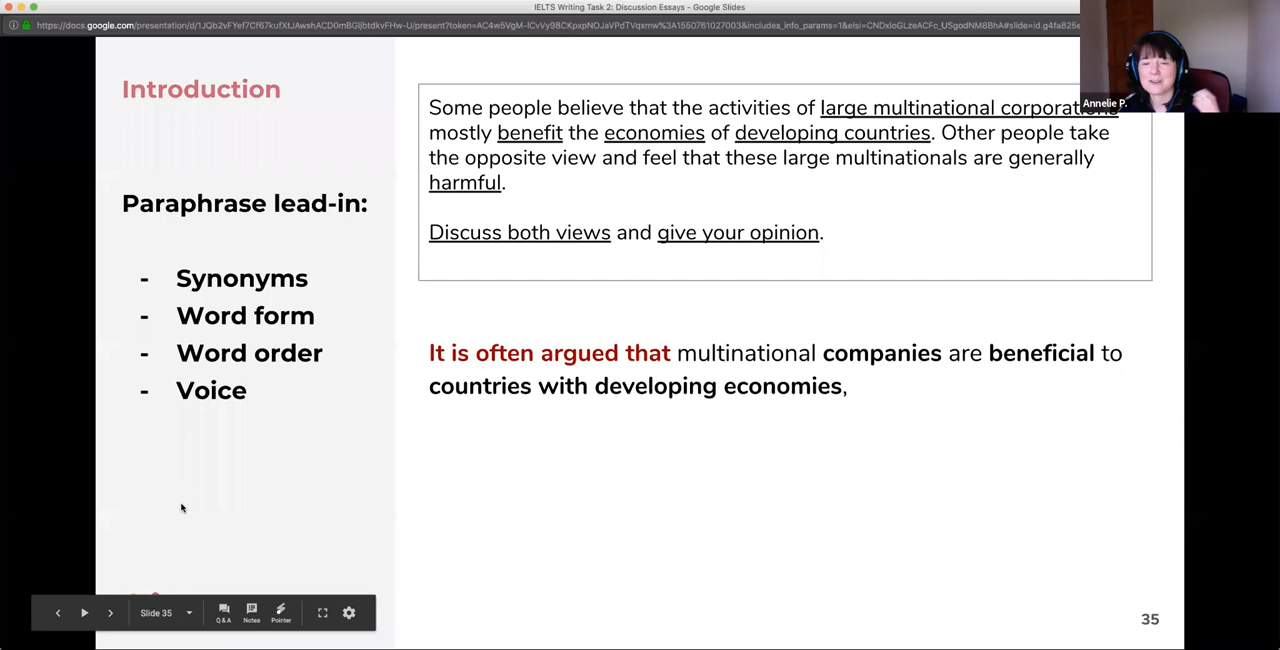 IELTS Writing Task 2: Discussion Essays - Google Slides
Introduction
Paraphrase lead-in:
- Synonyms
- Word form
- Word order
- Voice
Some people believe that the activities of large multinational corporations
mostly benefit the economies of developing countries. Other people take
the opposite view and feel that these large multinationals are generally
harmful.
Discuss both views and give your opinion.
It is often argued that multinational companies are beneficial to
countries with developing economies,
Annelie P.
Slide 35
Q&A
Notes
Pointer
35